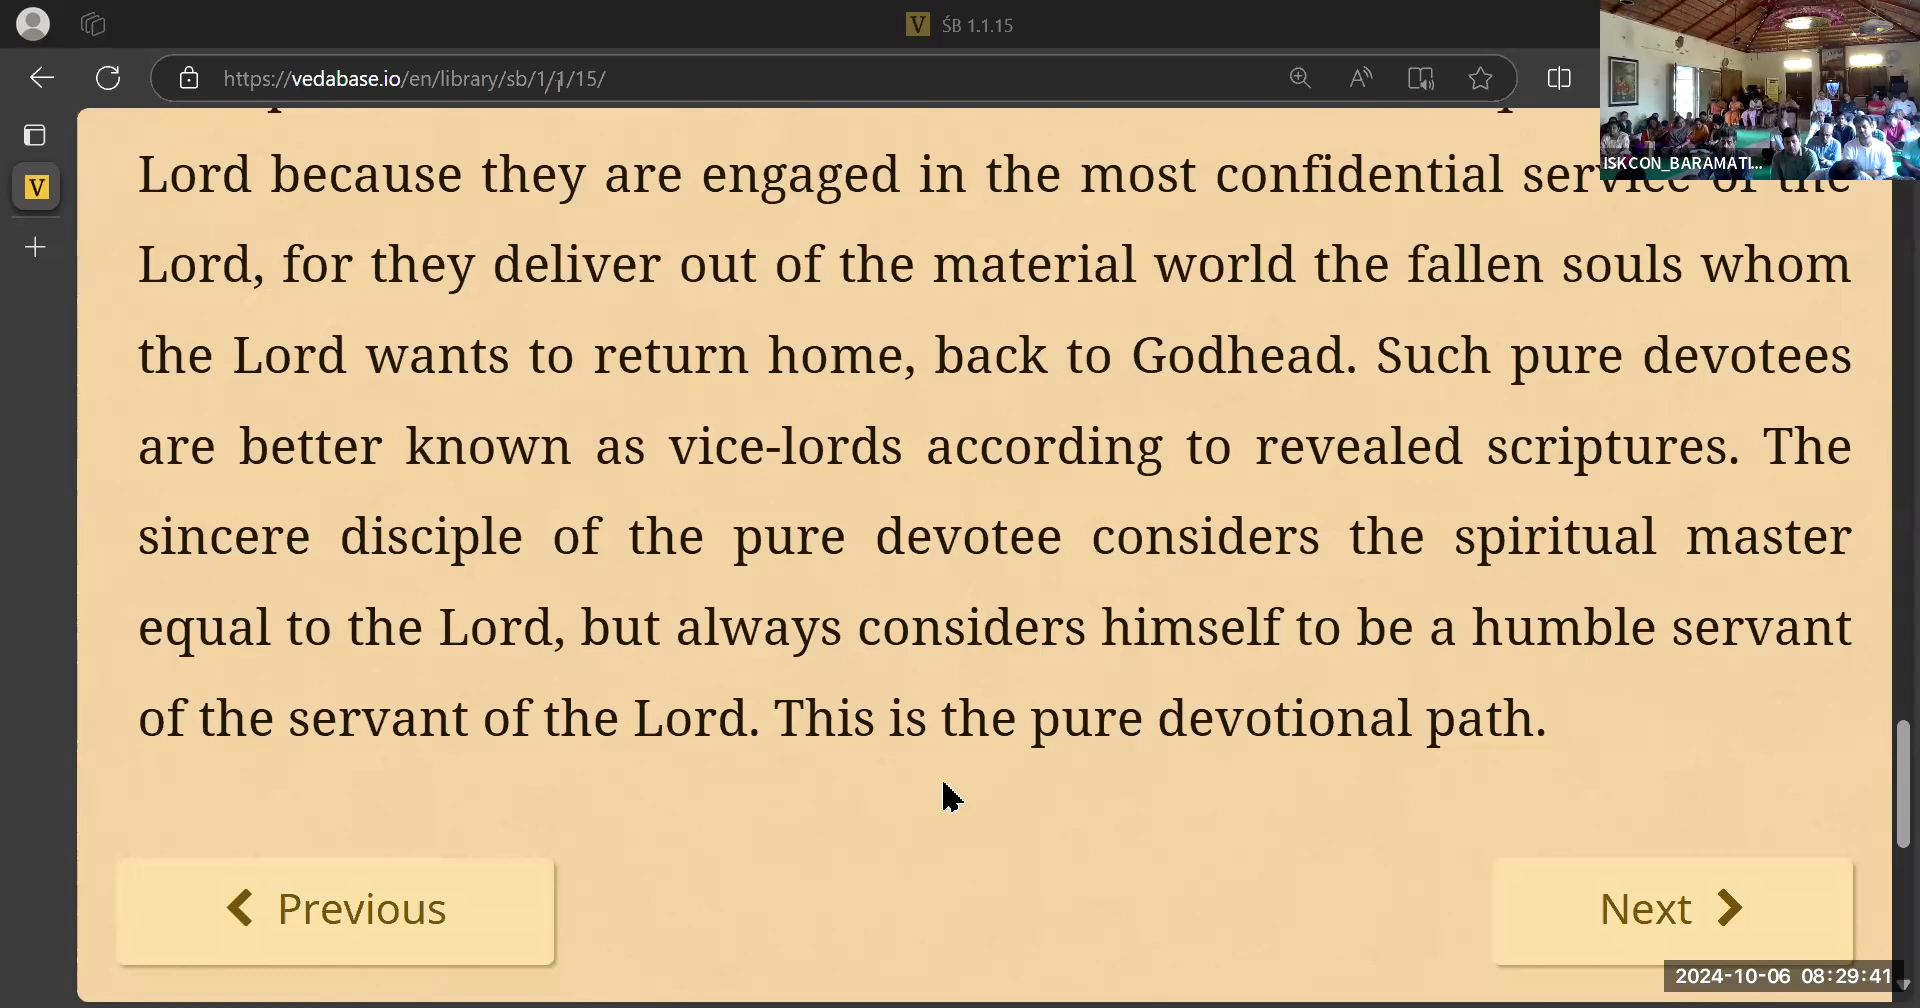 V ŚB 1.1.15
https://vedabase.io/en/library/sb/1/1/15/
ISKCON_BARAMATI...
Lord because they are engaged in the most confidential service of the
Lord, for they deliver out of the material world the fallen souls whom
the Lord wants to return home, back to Godhead. Such pure devotees
are better known as vice-lords according to revealed scriptures. The
sincere disciple of the pure devotee considers the spiritual master
equal to the Lord, but always considers himself to be a humble servant
of the servant of the Lord. This is the pure devotional path.
Previous
Next
2024-10-06 08:29:41